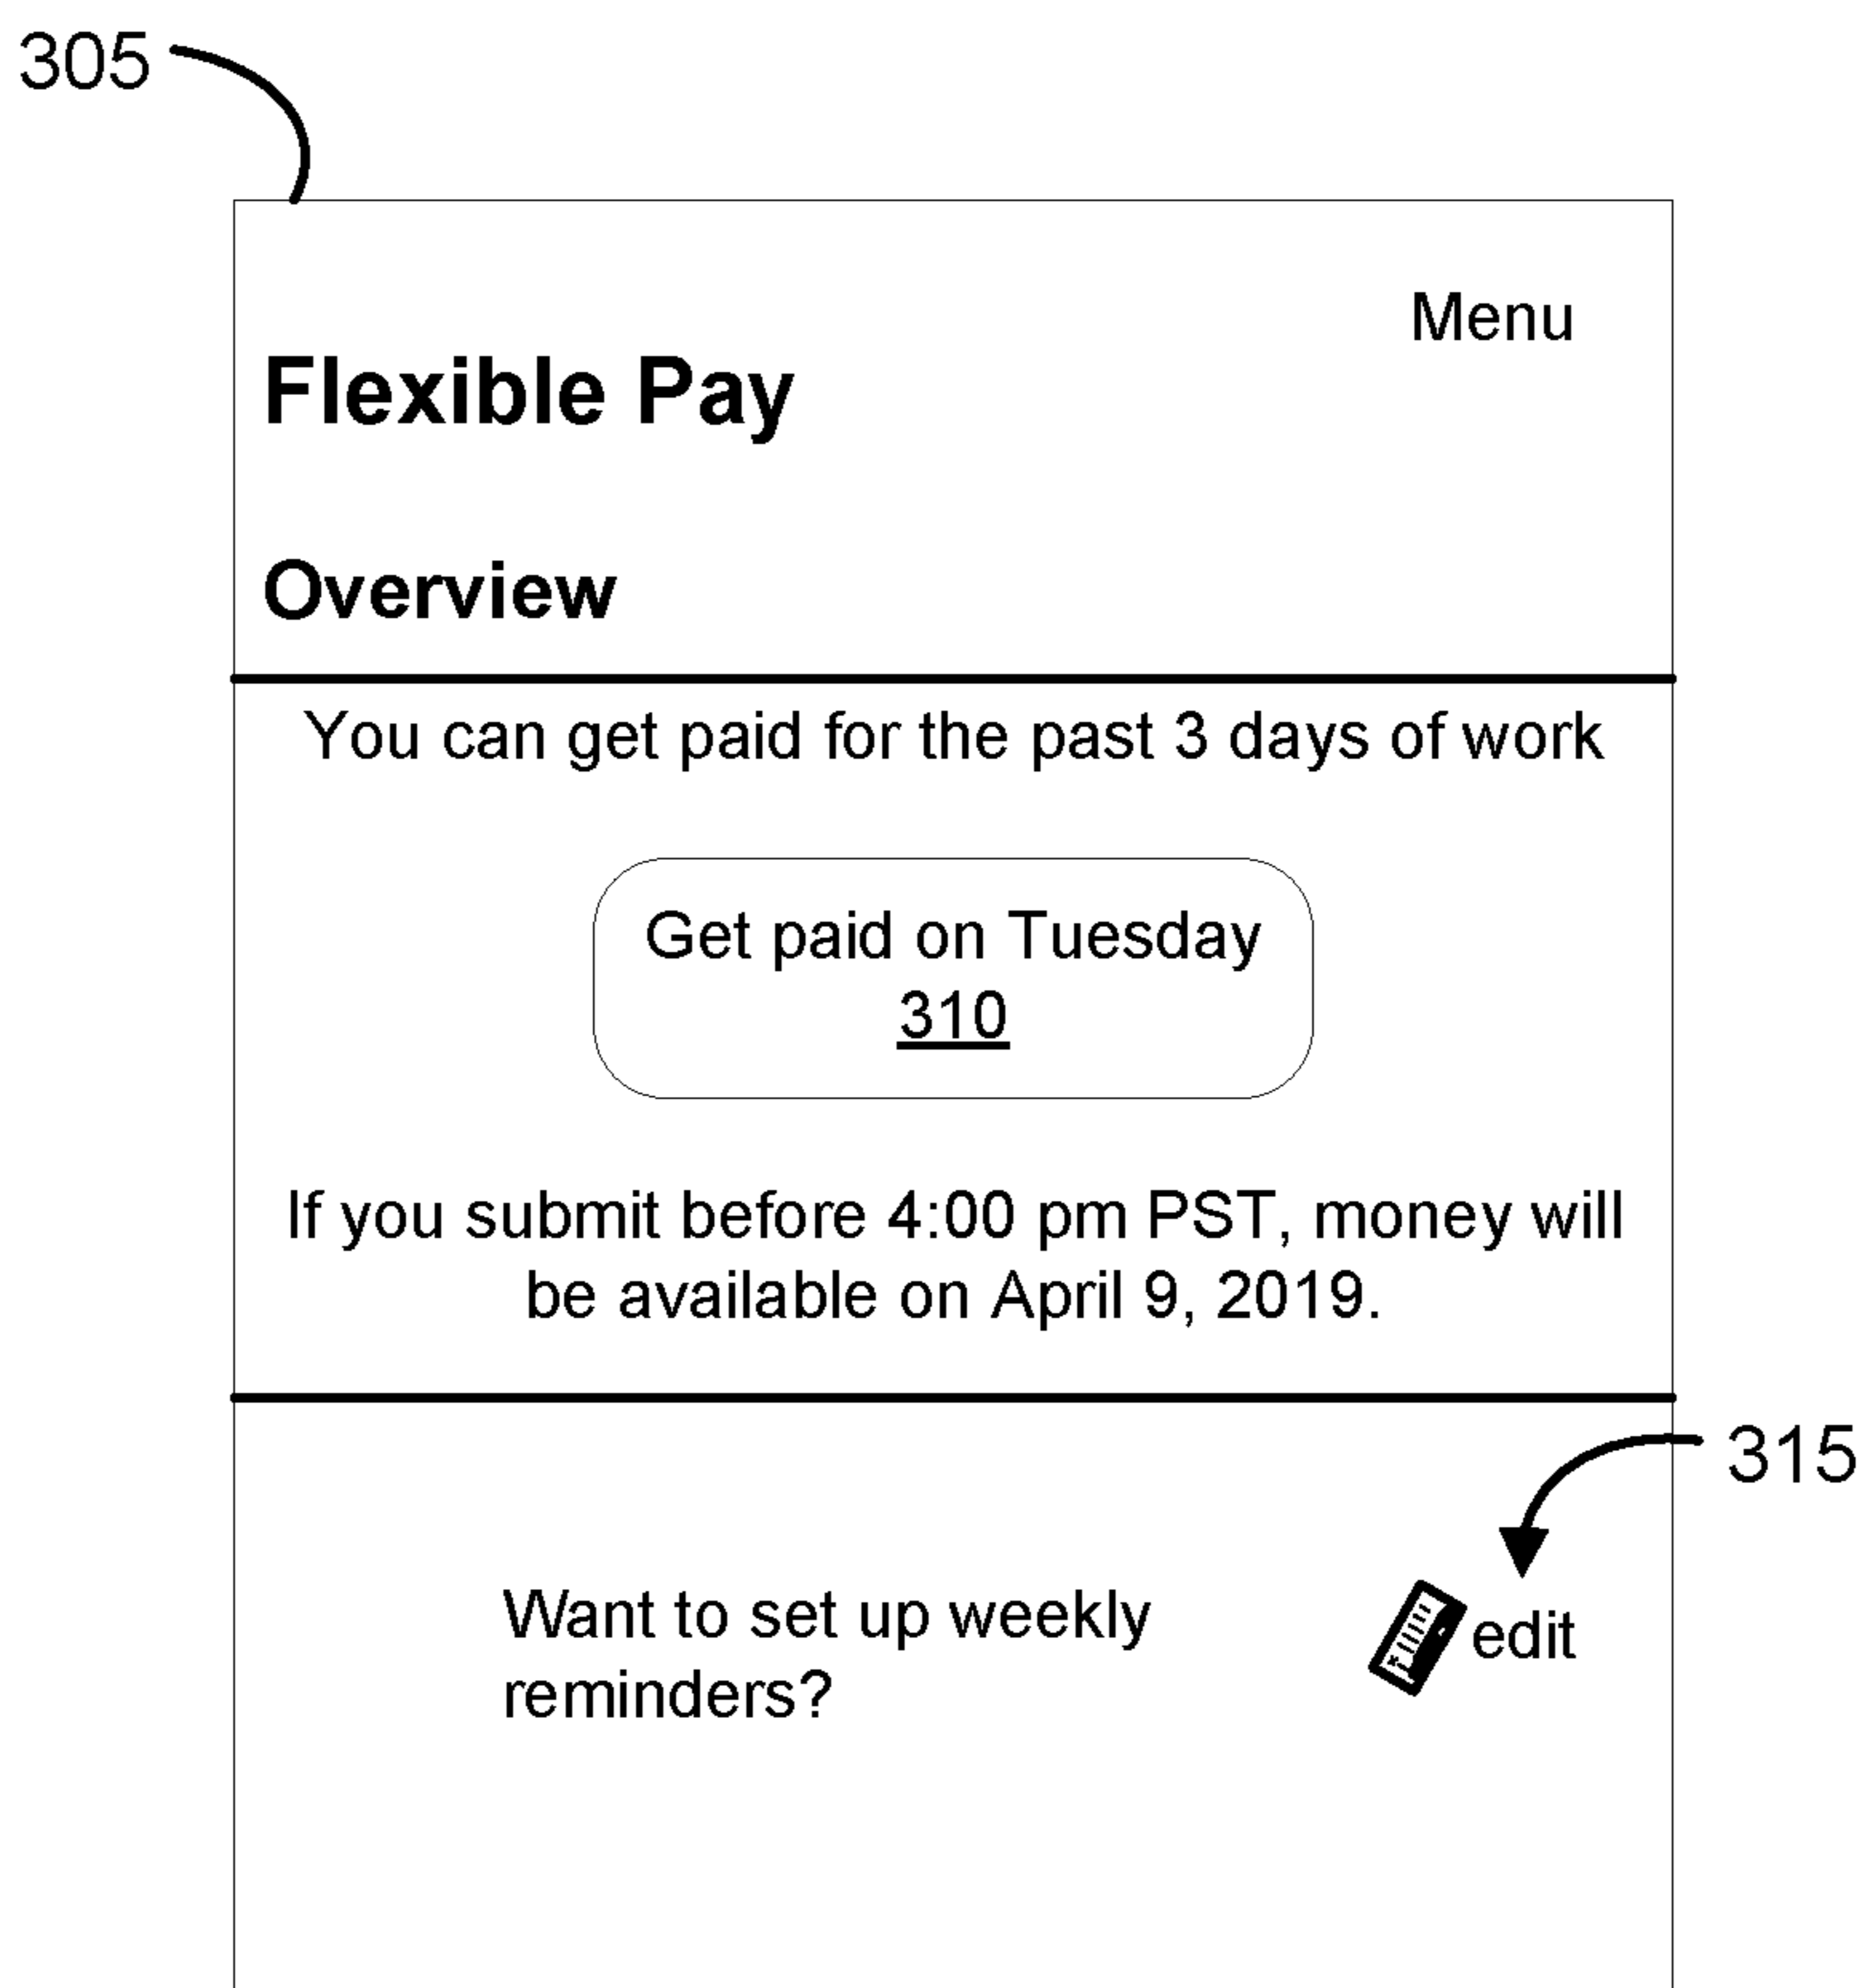 305
Menu
Flexible Pay
Overview
You can get paid for the past 3 days of work
Get paid on Tuesday
310
If you submit before 4:00 pm PST, money will
be available on April 9, 2019.
315
Want to set up weekly
reminders?
edit